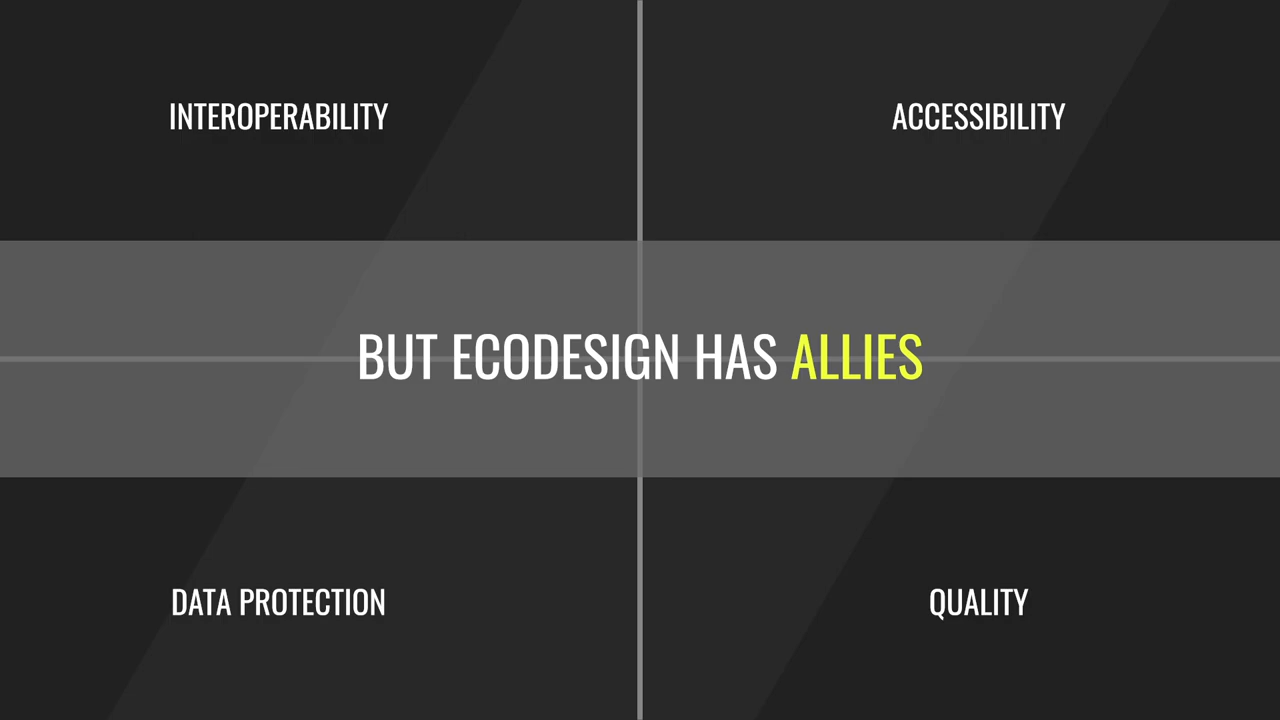 INTEROPERABILITY
ACCESSIBILITY
BUT ECODESIGN HAS ALLIES
DATA PROTECTION
QUALITY